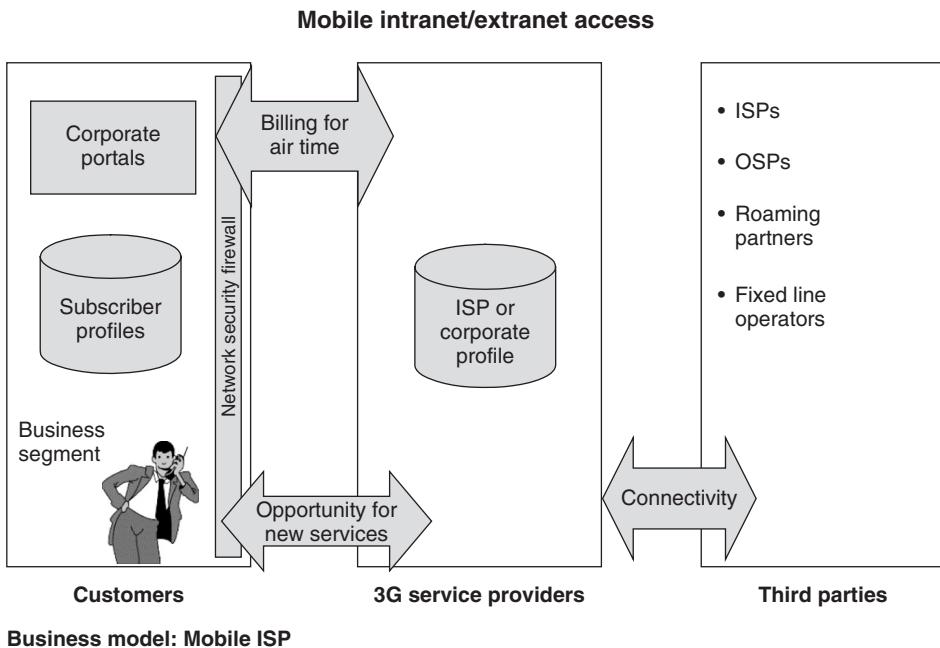 Mobile intranet/extranet access
Corporate
portals
Subscriber
profiles
Business
segment
Network security firewall
Billing for
air time
Opportunity for
new services
ISP or
corporate
profile
Connectivity
• ISPs
• OSPs
• Roaming
partners
• Fixed line
operators
Customers
3G service providers
Third parties
Business model: Mobile ISP